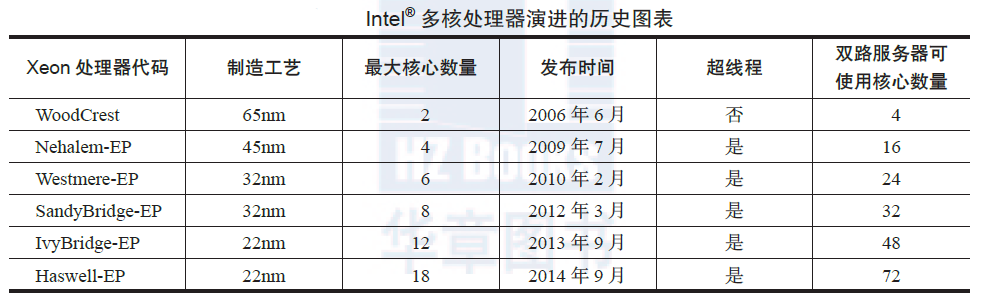 Intel® 多核处理器演进的历史图表
Xeon 处理器代码 制造工艺 最大核心数量 发布时间 超线程 双路服务器可
使用核心数量
WoodCrest 65nm 2 2006 年 6 月 否 4
Nehalem-EP 45nm 4 2009 年 7 月 是 16
Westmere-EP 32nm 6 2010 年 2 月 是 24
SandyBridge-EP 32nm 8 2012 年 3 月 是 32
IvyBridge-EP 22nm 12 2013 年 9 月 是 48
Haswell-EP 22nm 18 2014 年 9 月 是 72
HZ Books
华章图书